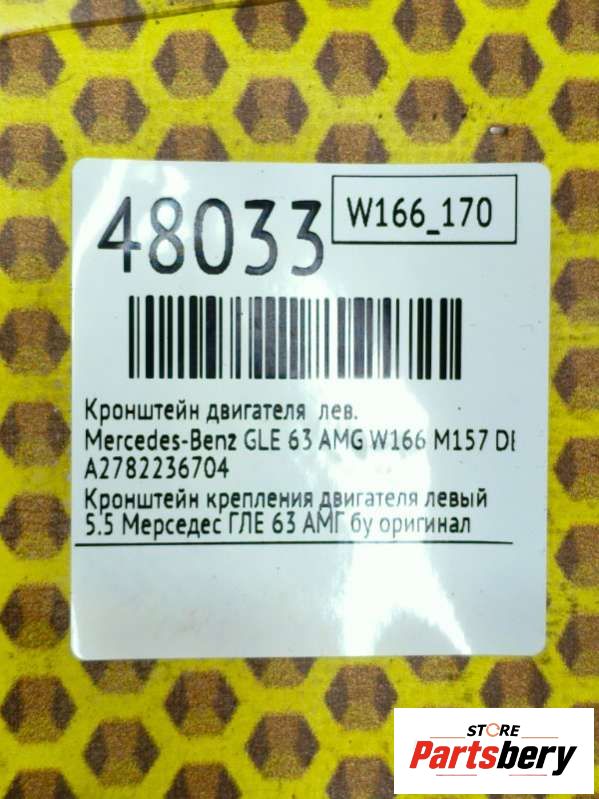 48033
W166_170
Кронштейн двигателя лев.
Mercedes-Benz GLE 63 AMG W166 M157 DE
A2782236704
Кронштейн крепления двигателя левый
5.5 Мерседес ГЛЕ 63 АМГ бу оригинал
STORE
Partsbery